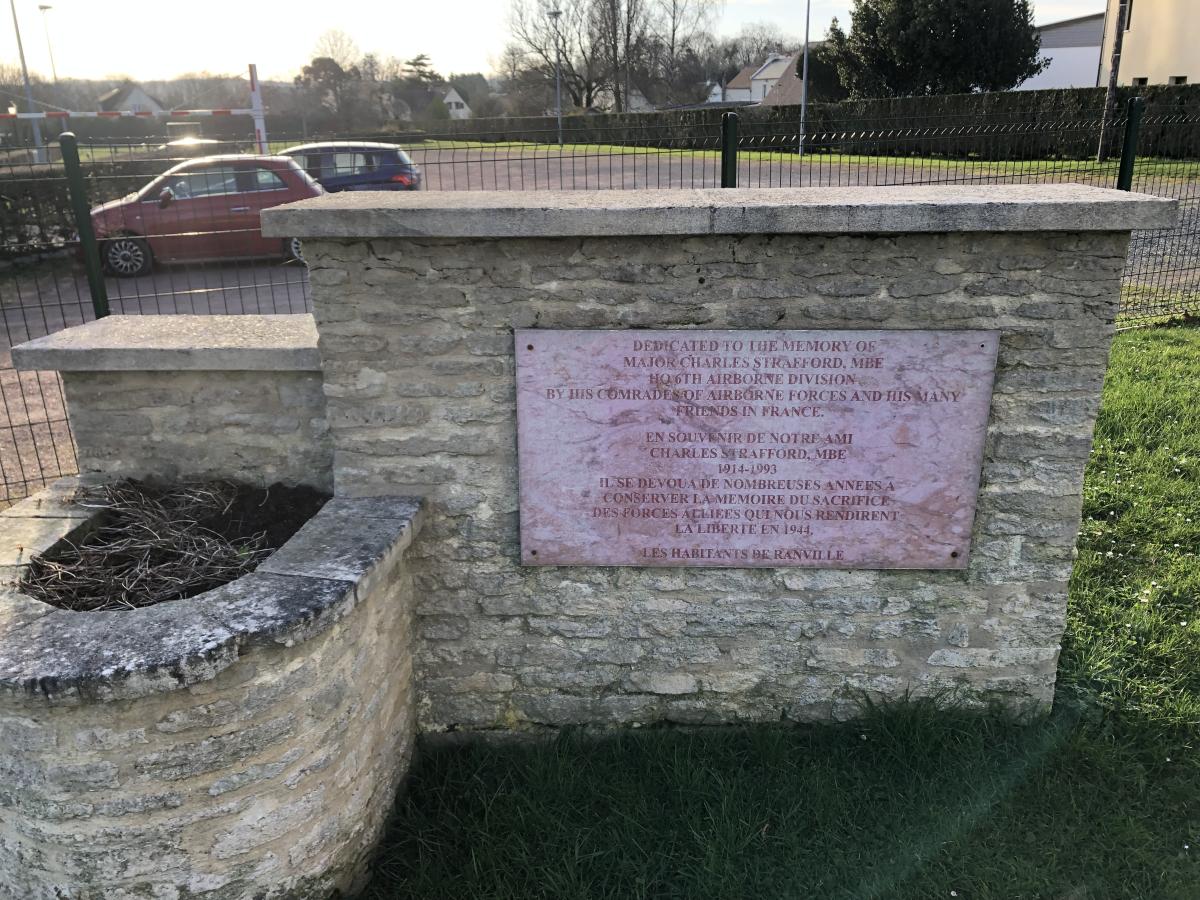 DEDICATED TO THE MEMORY OF
MAJOR CHARLES STRAFFORD, MBE
HQ 6TH AIRBORNE DIVISION
BY HIS COMRADES OF AIRBORNE FORCES AND HIS MANY
FRIENDS IN FRANCE.
EN SOUVENIR DE NOTRE AMI
CHARLES STRAFFORD, MBE
1914-1993
IL SE DEVOUA DE NOMBREUSES ANNEES A
CONSERVER LA MEMOIRE DU SACRIFICE
DES FORCES ALLIEES QUI NOUS RENDIRENT
LA LIBERTE EN 1944,
LES HABITANTS DE RANVILLE